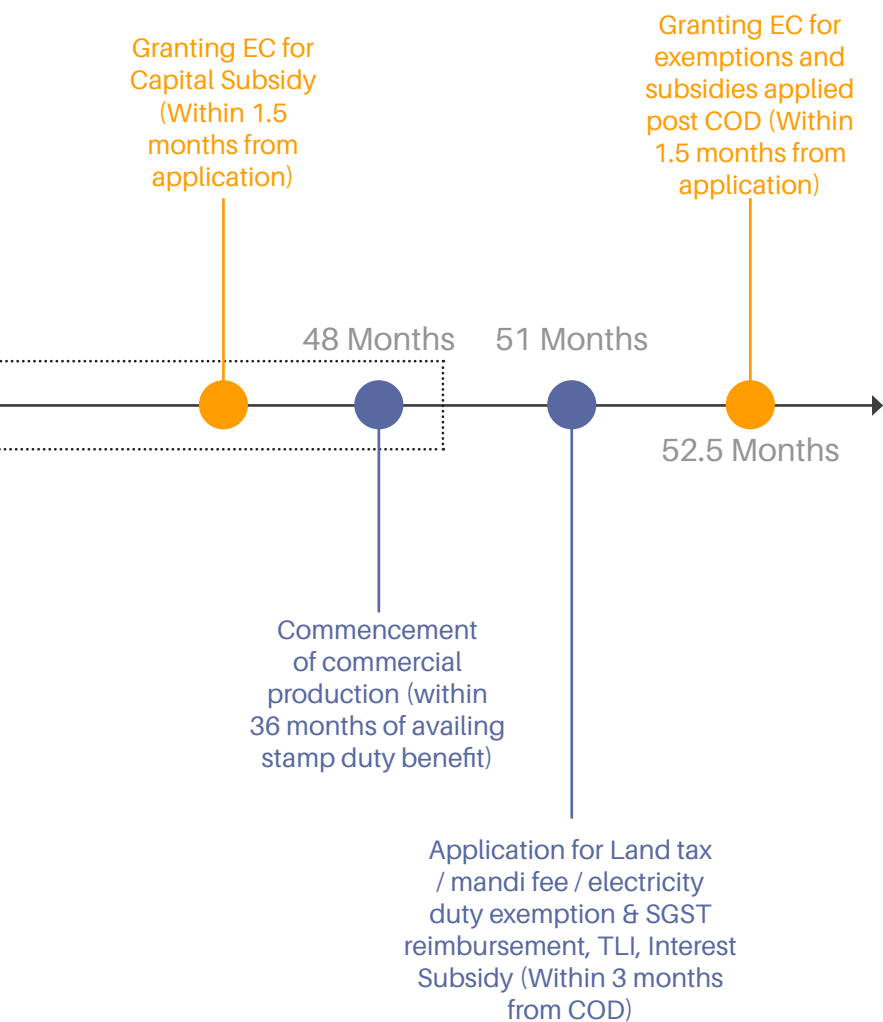 Granting EC for
Capital Subsidy
(Within 1.5
months from
application)
Granting EC for
exemptions and
subsidies applied
post COD (Within
1.5 months from
application)
48 Months
51 Months
52.5 Months
Commencement
of commercial
production (within
36 months of availing
stamp duty benefit)
Application for Land tax
/ mandi fee / electricity
duty exemption & SGST
reimbursement, TLI, Interest
Subsidy (Within 3 months
from COD)